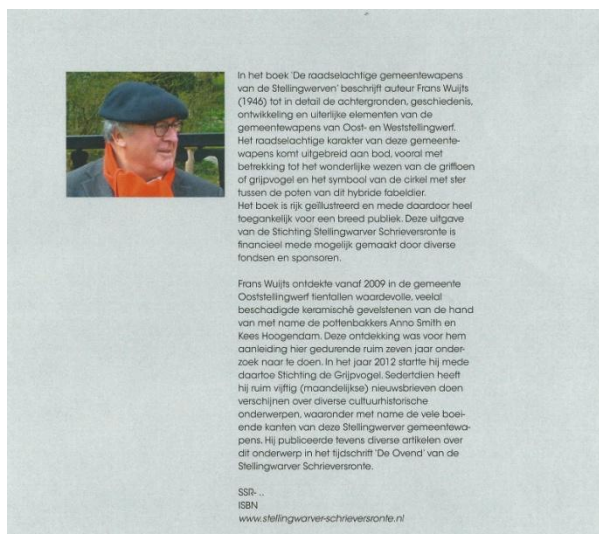 In het boek 'De raadselachtige gemeentewapens
van de Stellingwerven' beschrijft auteur Frans Wuijts
(1946) tot in detail de achtergronden, geschiedenis,
ontwikkeling en uiterlijke elementen van de
gemeentewapens van Oost- en Weststellingwerf.
Het raadselachtige karakter van deze gemeente-
wapens komt uitgebreid aan bod, vooral met
betrekking tot het wonderlijke wezen van de griffioen
of grijpvogel en het symbool van de cirkel met ster
tussen de poten van dit hybride fabeldier.
Het boek is rijk geïllustreerd en mede daardoor heel
toegankelijk voor een breed publiek. Deze uitgave
van de Stichting Stellingwarver Schrieversronte is
financieel mede mogelijk gemaakt door diverse
fondsen en sponsoren.
Frans Wuijts ontdekte vanaf 2009 in de gemeente
Ooststellingwerf tientallen waardevolle, veelal
beschadigde keramische gevelstenen van de hand
van met name de pottenbakkers Anno Smith en
Kees Hoogendam. Deze ontdekking was voor hem
aanleiding hier gedurende ruim zeven jaar onder-
zoek naar te doen. In het jaar 2012 startte hij mede
daartoe Stichting de Grijpvogel. Sedertdien heeft
hij ruim vijftig (maandelijkse) nieuwsbrieven doen
verschijnen over diverse cultuurhistorische
onderwerpen, waaronder met name de vele boei-
ende kanten van deze Stellingwerver gemeentewa-
pens. Hij publiceerde tevens diverse artikelen over
dit onderwerp in het tijdschrift 'De Ovend' van de
Stellingwarver Schrieversronte.
SSR- ..
ISBN
www.stellingwarver-schrieversronte.nl